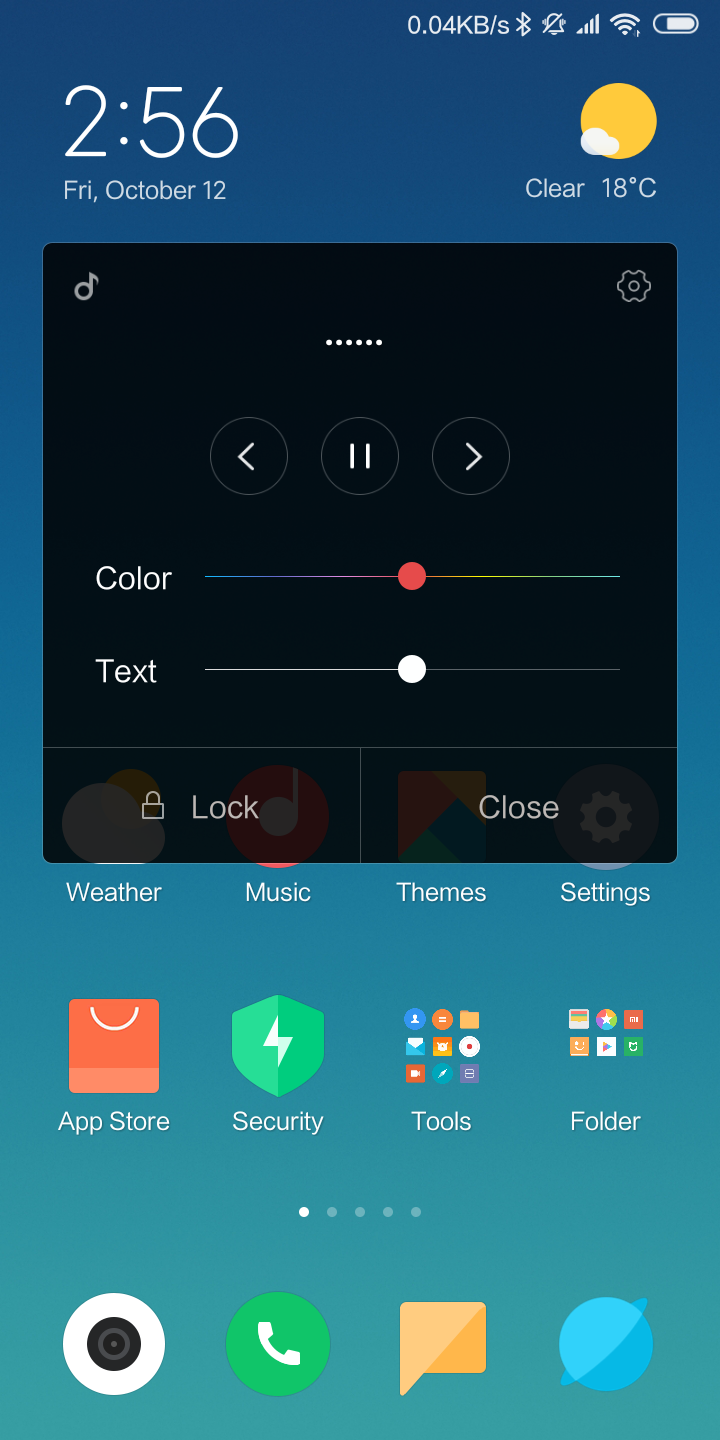 0.04KB/s
2:56
Fri, October 12
Clear 18°C
......
Color
Text
Lock Close
Weather Music Themes Settings
App Store Security Tools Folder